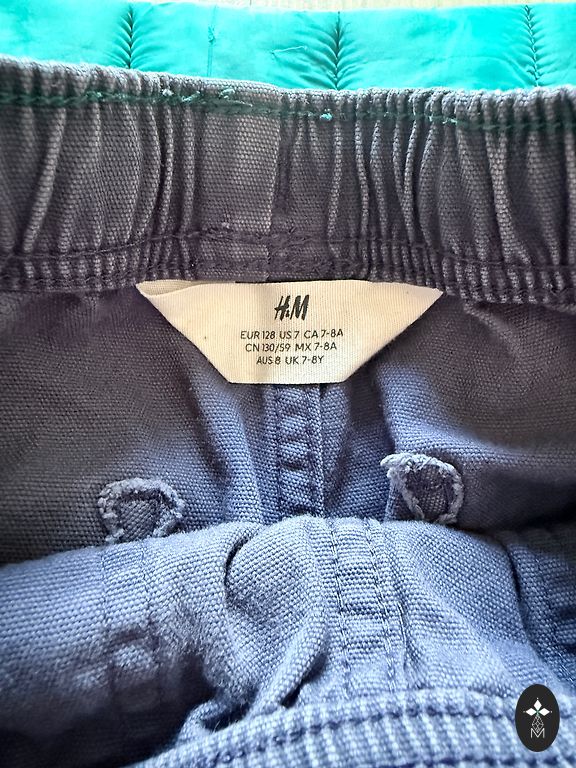 H&M
EUR 128 US 7 CA 7-8A
CN 130/59 MX 7-8A
AUS 8 UK 7-8Y
M